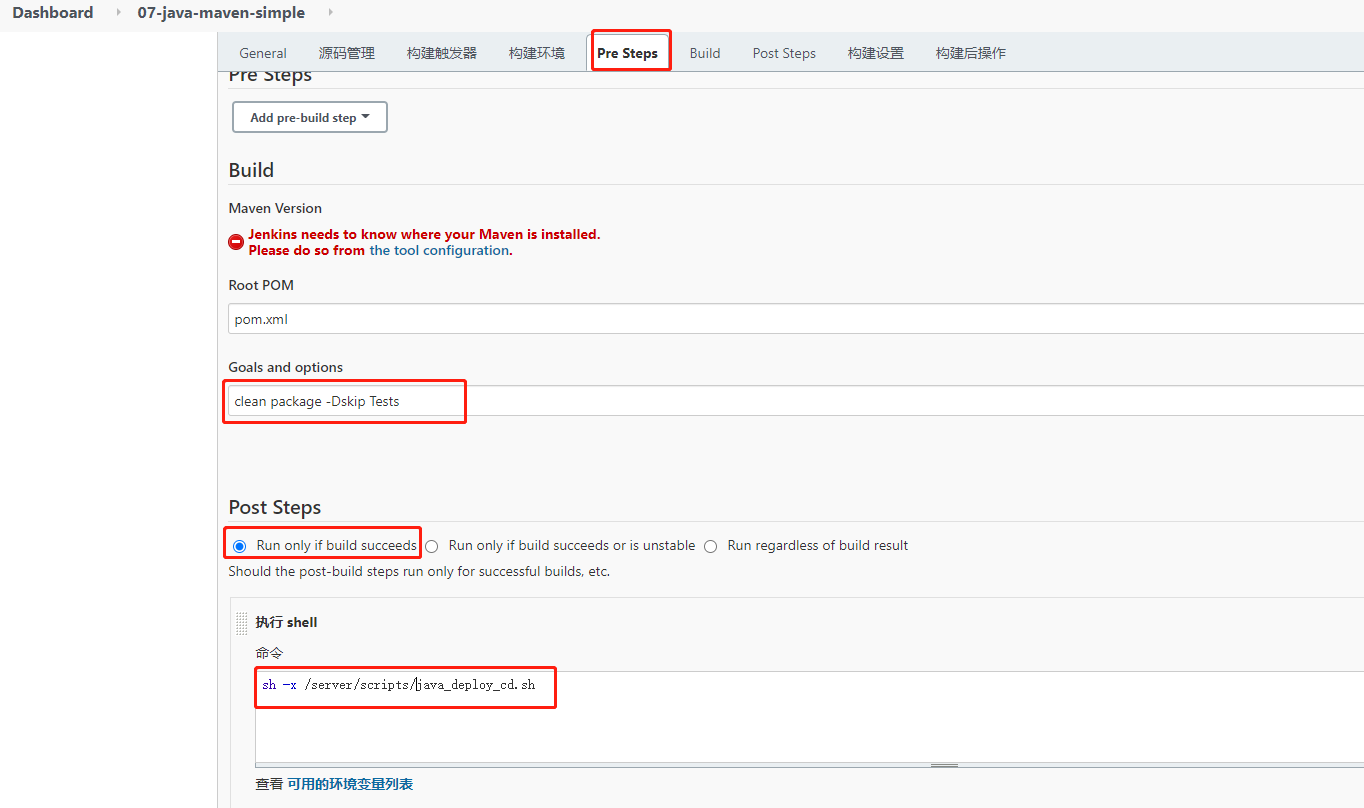 Dashboard 07-java-maven-simple
General 源码管理 构建触发器 构建环境 Pre Steps Build Post Steps 构建设置 构建后操作
Pre Steps
Add pre-build step
Build
Maven Version
Jenkins needs to know where your Maven is installed.
Please do so from the tool configuration.
Root POM
pom.xml
Goals and options
clean package -Dskip Tests
Post Steps
Run only if build succeeds Run only if build succeeds or is unstable Run regardless of build result
Should the post-build steps run only for successful builds, etc.
执行 shell
命令
sh -x /server/scripts/java_deploy_cd.sh
查看 可用的环境变量列表